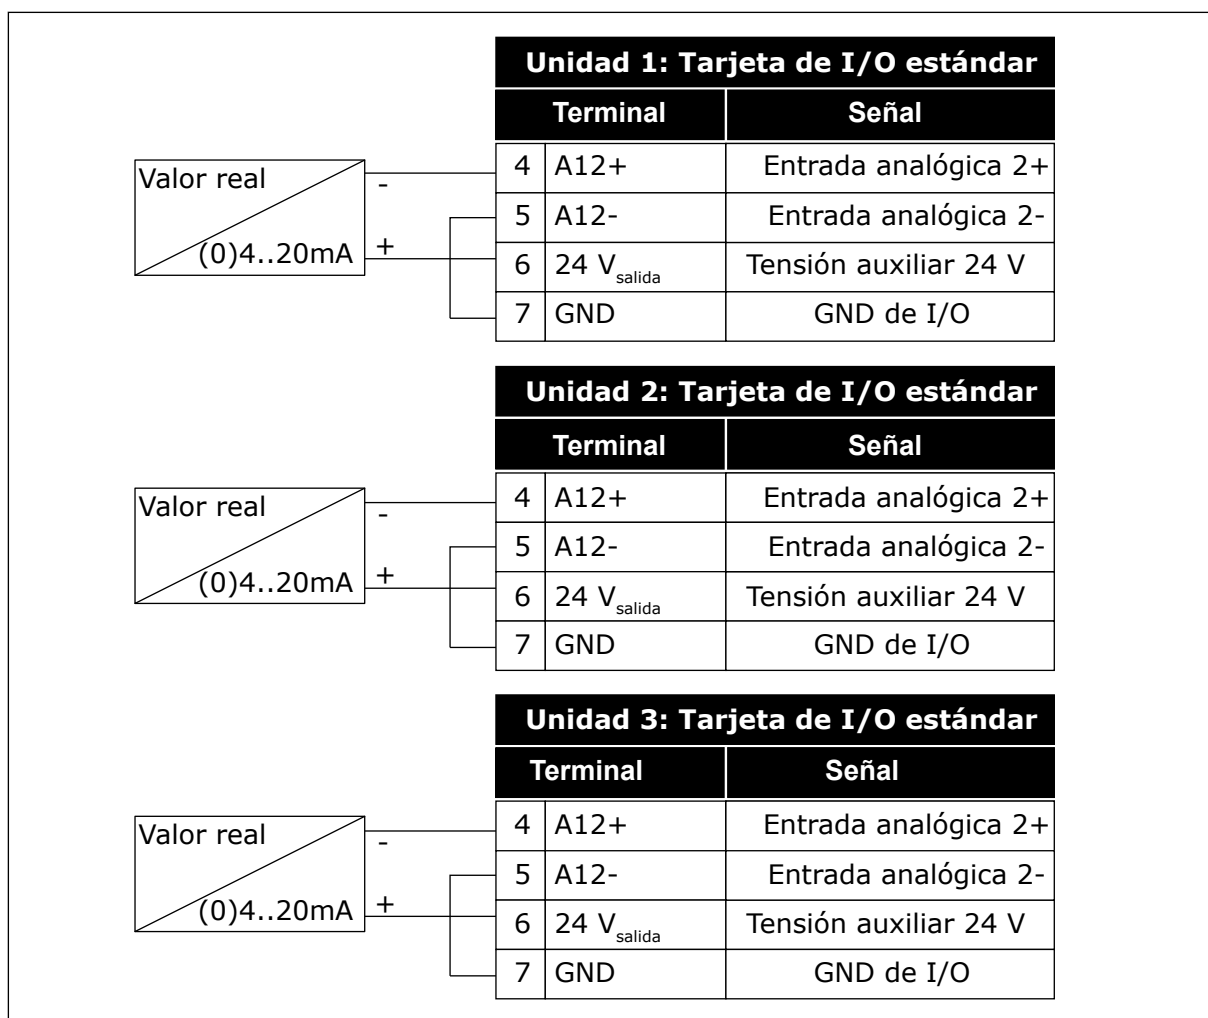 Unidad 1: Tarjeta de I/O estándar
Terminal Señal
Valor real - 4 A12+ Entrada analógica 2+
5 A12- Entrada analógica 2-
(0)4..20mA + 6 24 Vsalida Tensión auxiliar 24 V
7 GND GND de I/O
Unidad 2: Tarjeta de I/O estándar
Terminal Señal
Valor real - 4 A12+ Entrada analógica 2+
5 A12- Entrada analógica 2-
(0)4..20mA + 6 24 Vsalida Tensión auxiliar 24 V
7 GND GND de I/O
Unidad 3: Tarjeta de I/O estándar
Terminal Señal
Valor real - 4 A12+ Entrada analógica 2+
5 A12- Entrada analógica 2-
(0)4..20mA + 6 24 Vsalida Tensión auxiliar 24 V
7 GND GND de I/O